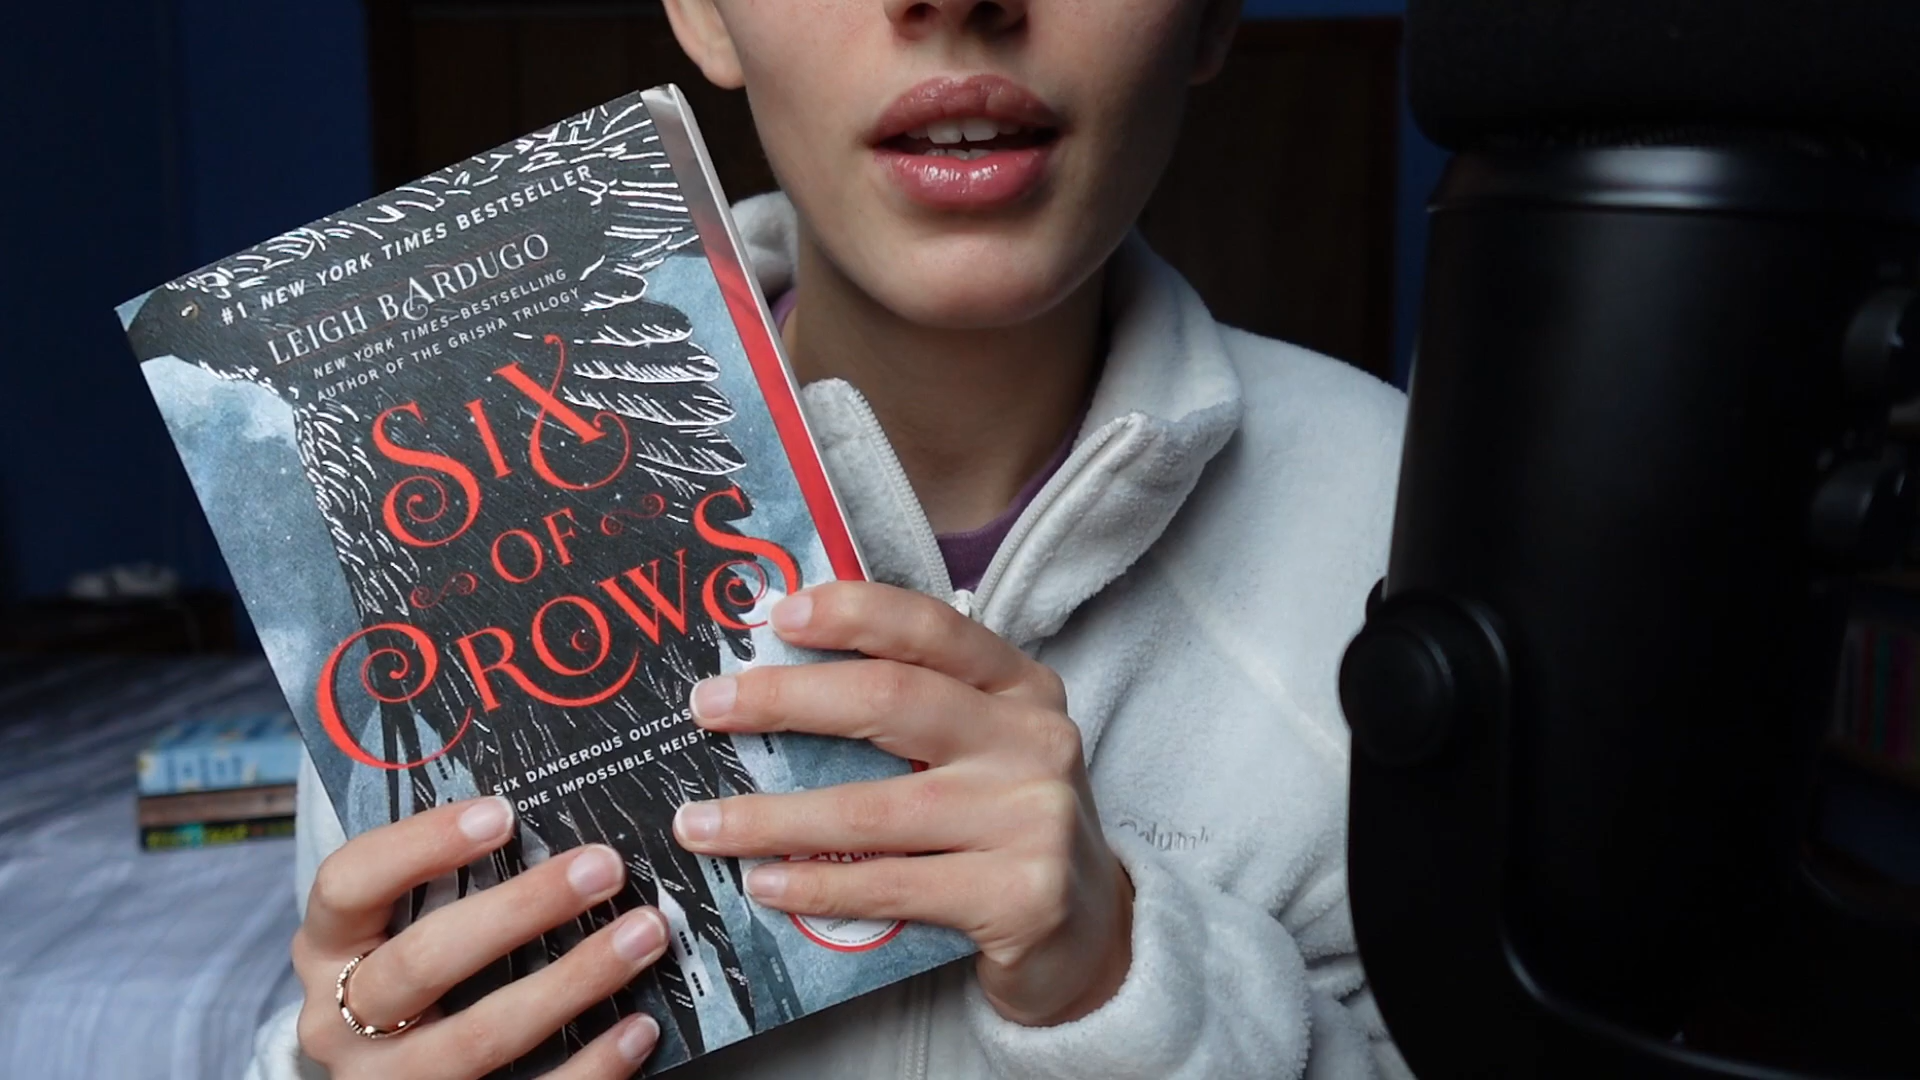 #1 NEW YORK TIMES BESTSELLER
LEIGH BARDUGO
NEW YORK TIMES–BESTSELLING
AUTHOR OF THE GRISHA TRILOGY
SIX
OF
CROWS
SIX DANGEROUS OUTCAS
ONE IMPOSSIBLE HEIST.
Colum